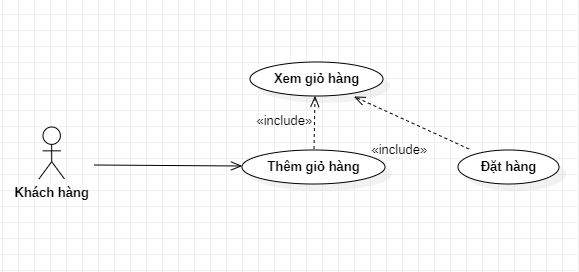 Xem giỏ hàng
«include»
«include»
Thêm giỏ hàng
Đặt hàng
Khách hàng